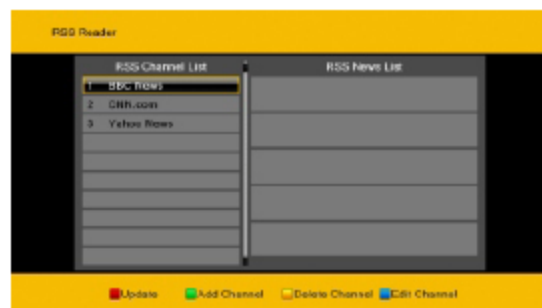 RSS Reader
RSS Channel List
RSS News List
1 BBC News
2 CNN.com
3 Yahoo News
Update Add Channel Delete Channel Edit Channel